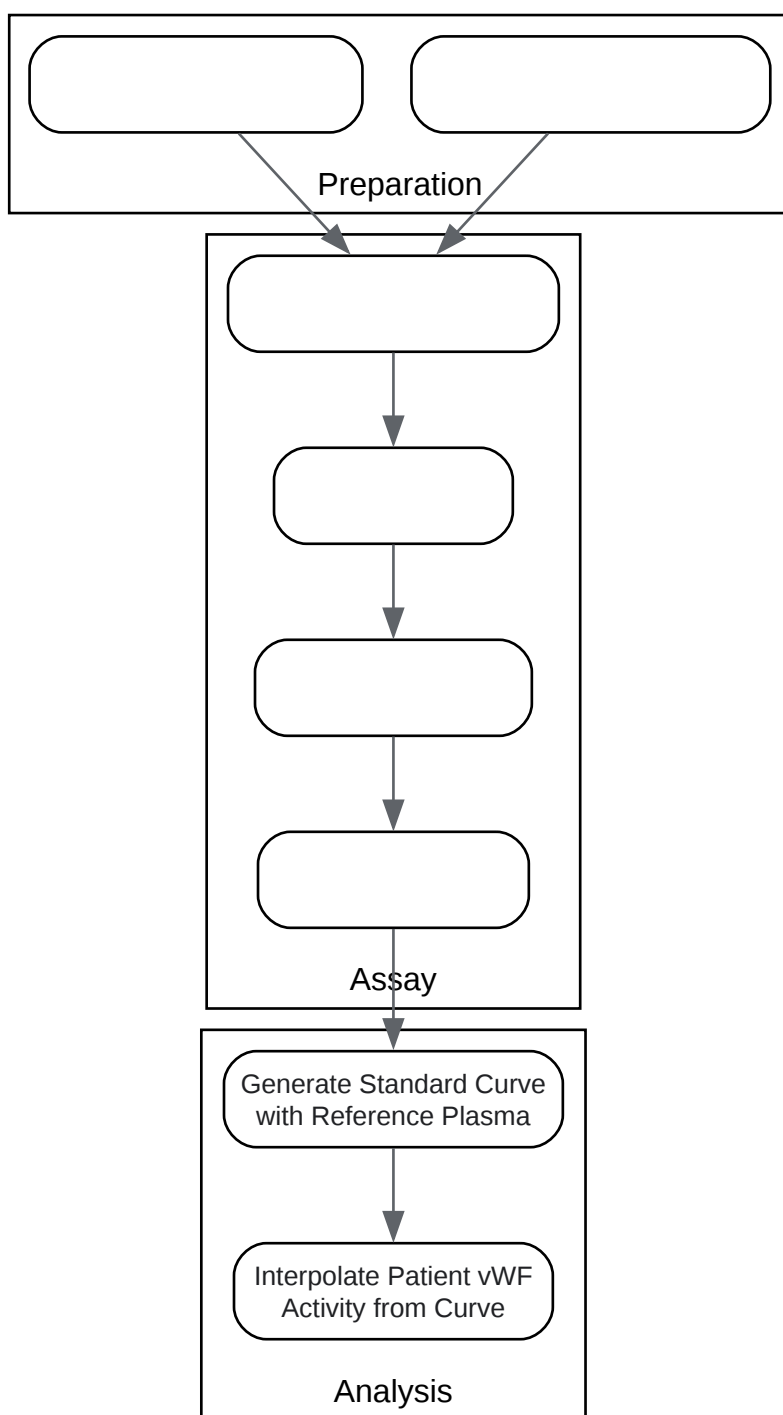 Preparation
Assay
Generate Standard Curve
with Reference Plasma
Interpolate Patient vWF
Activity from Curve
Analysis